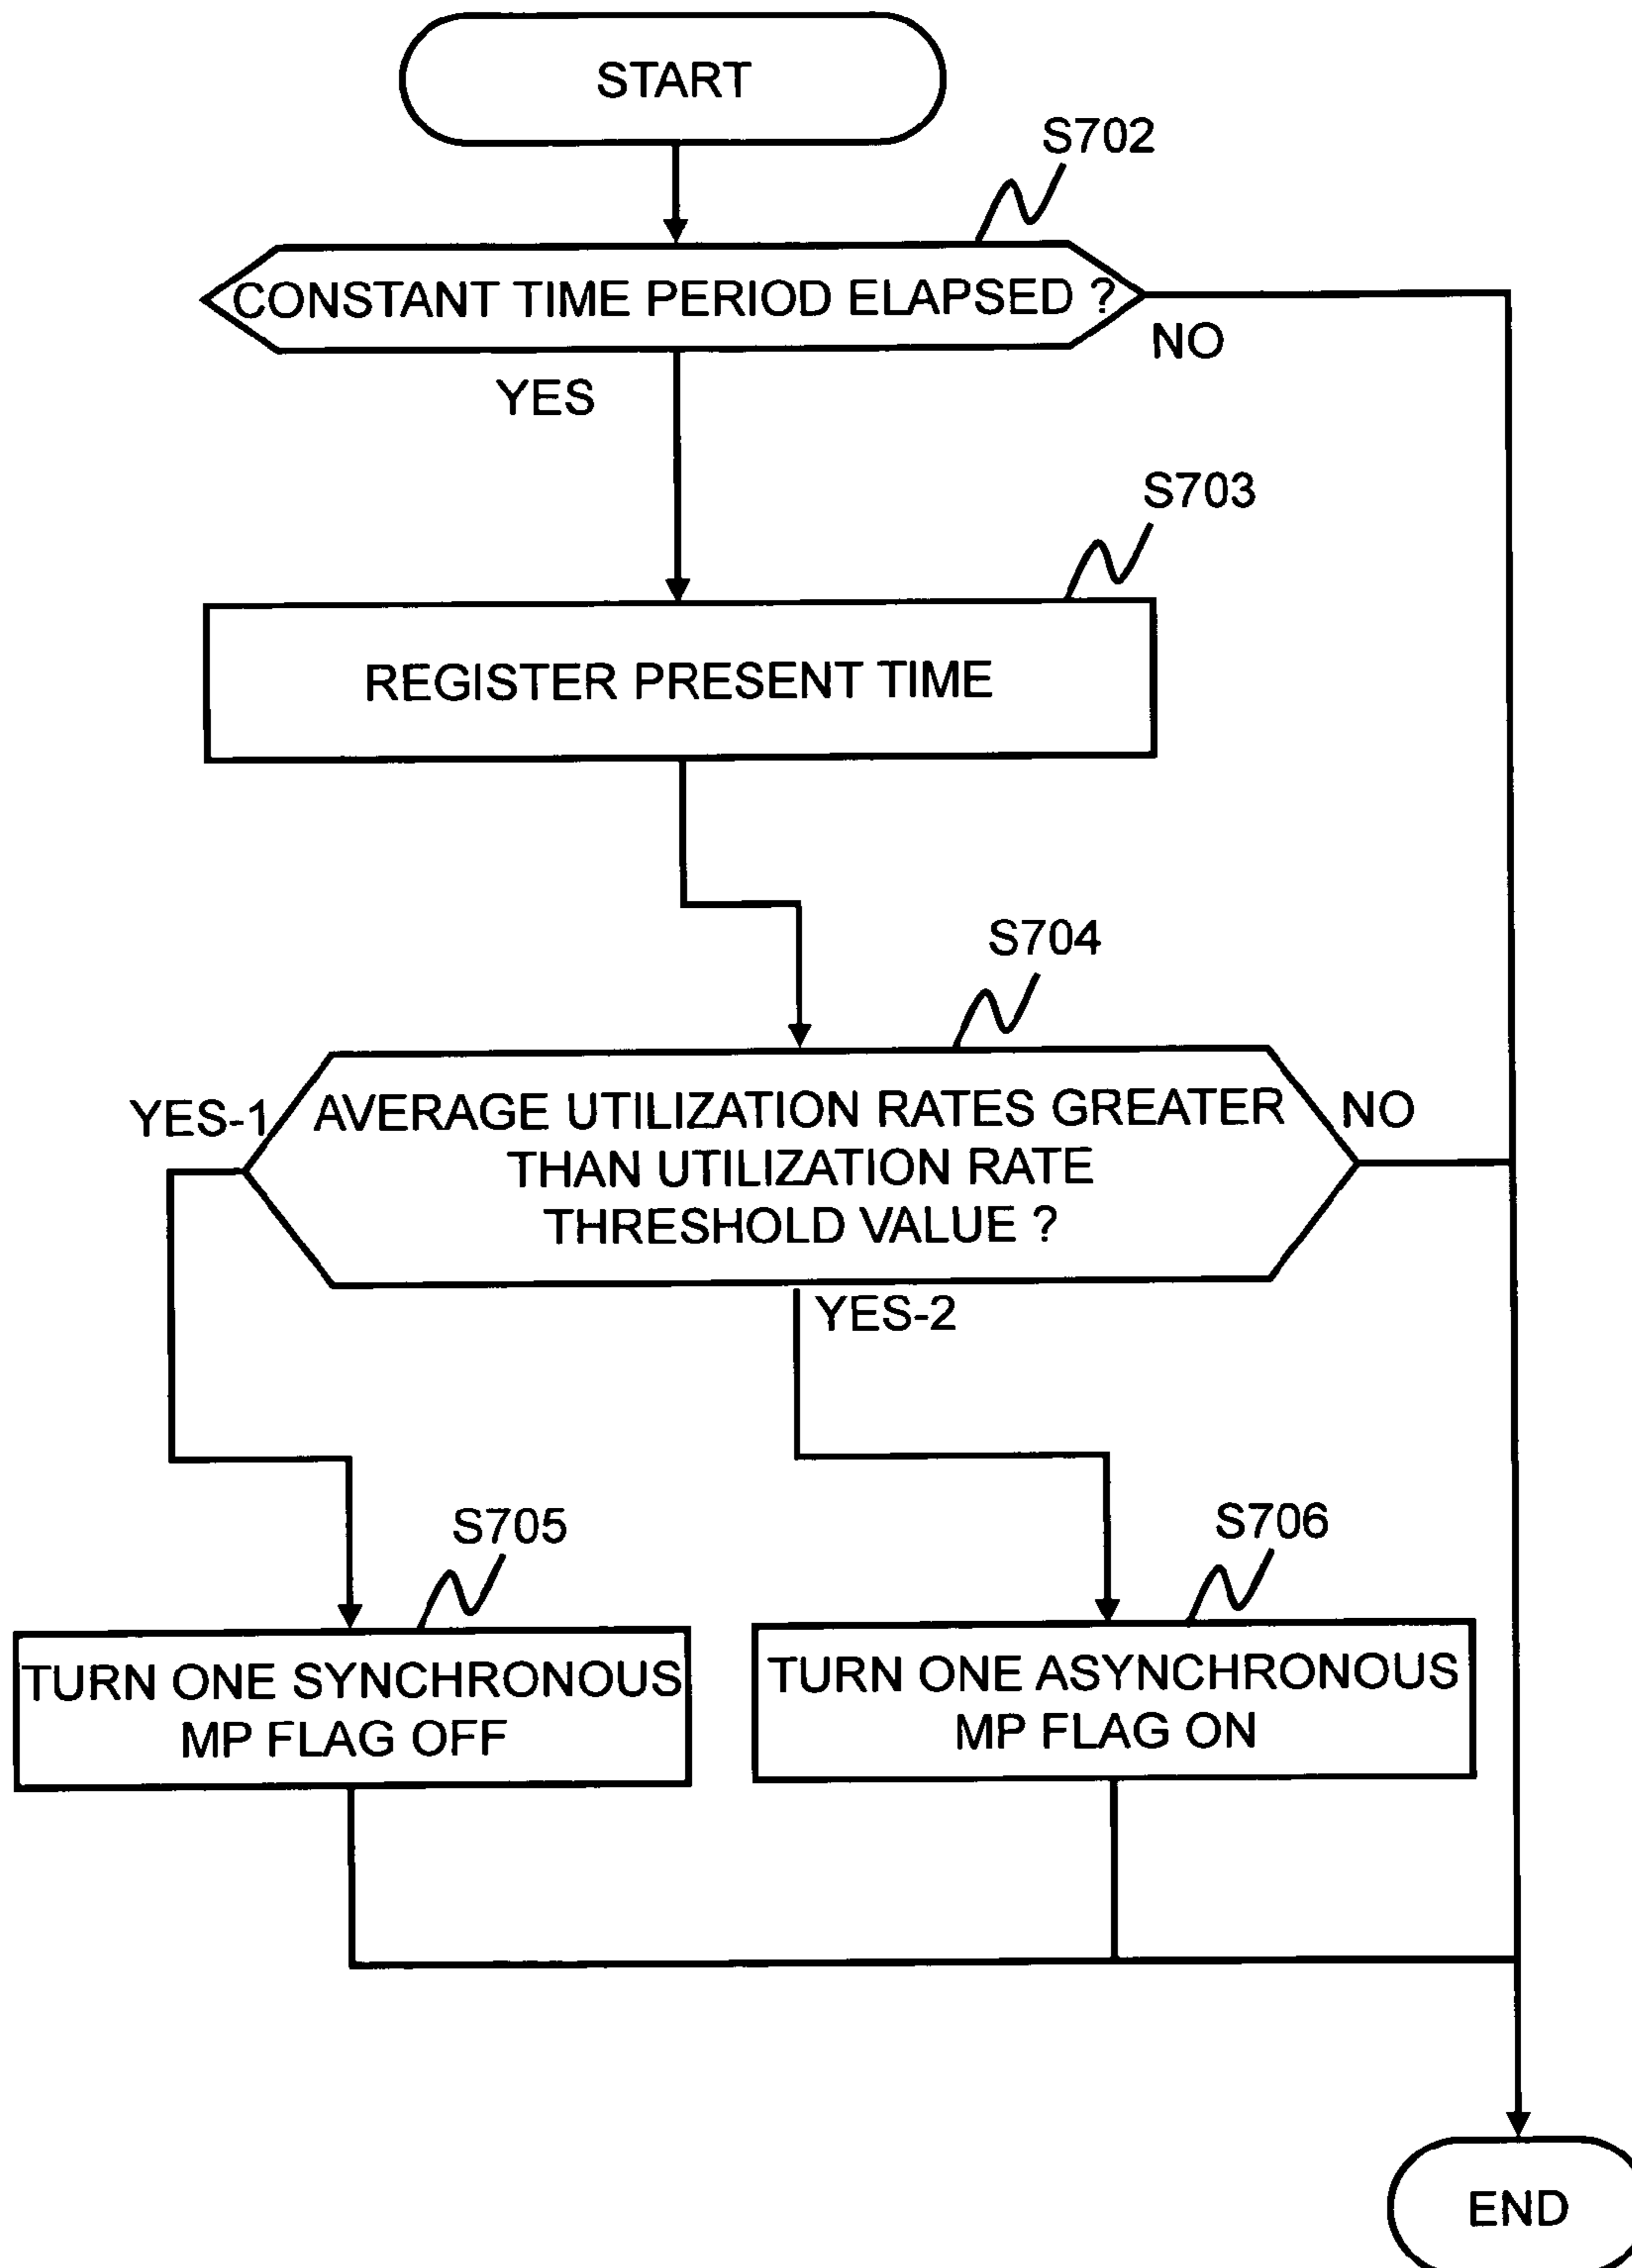 START
S702
CONSTANT TIME PERIOD ELAPSED ?
NO
YES
S703
REGISTER PRESENT TIME
S704
YES-1
AVERAGE UTILIZATION RATES GREATER
THAN UTILIZATION RATE
THRESHOLD VALUE ?
NO
YES-2
S705
S706
TURN ONE SYNCHRONOUS
MP FLAG OFF
TURN ONE ASYNCHRONOUS
MP FLAG ON
END